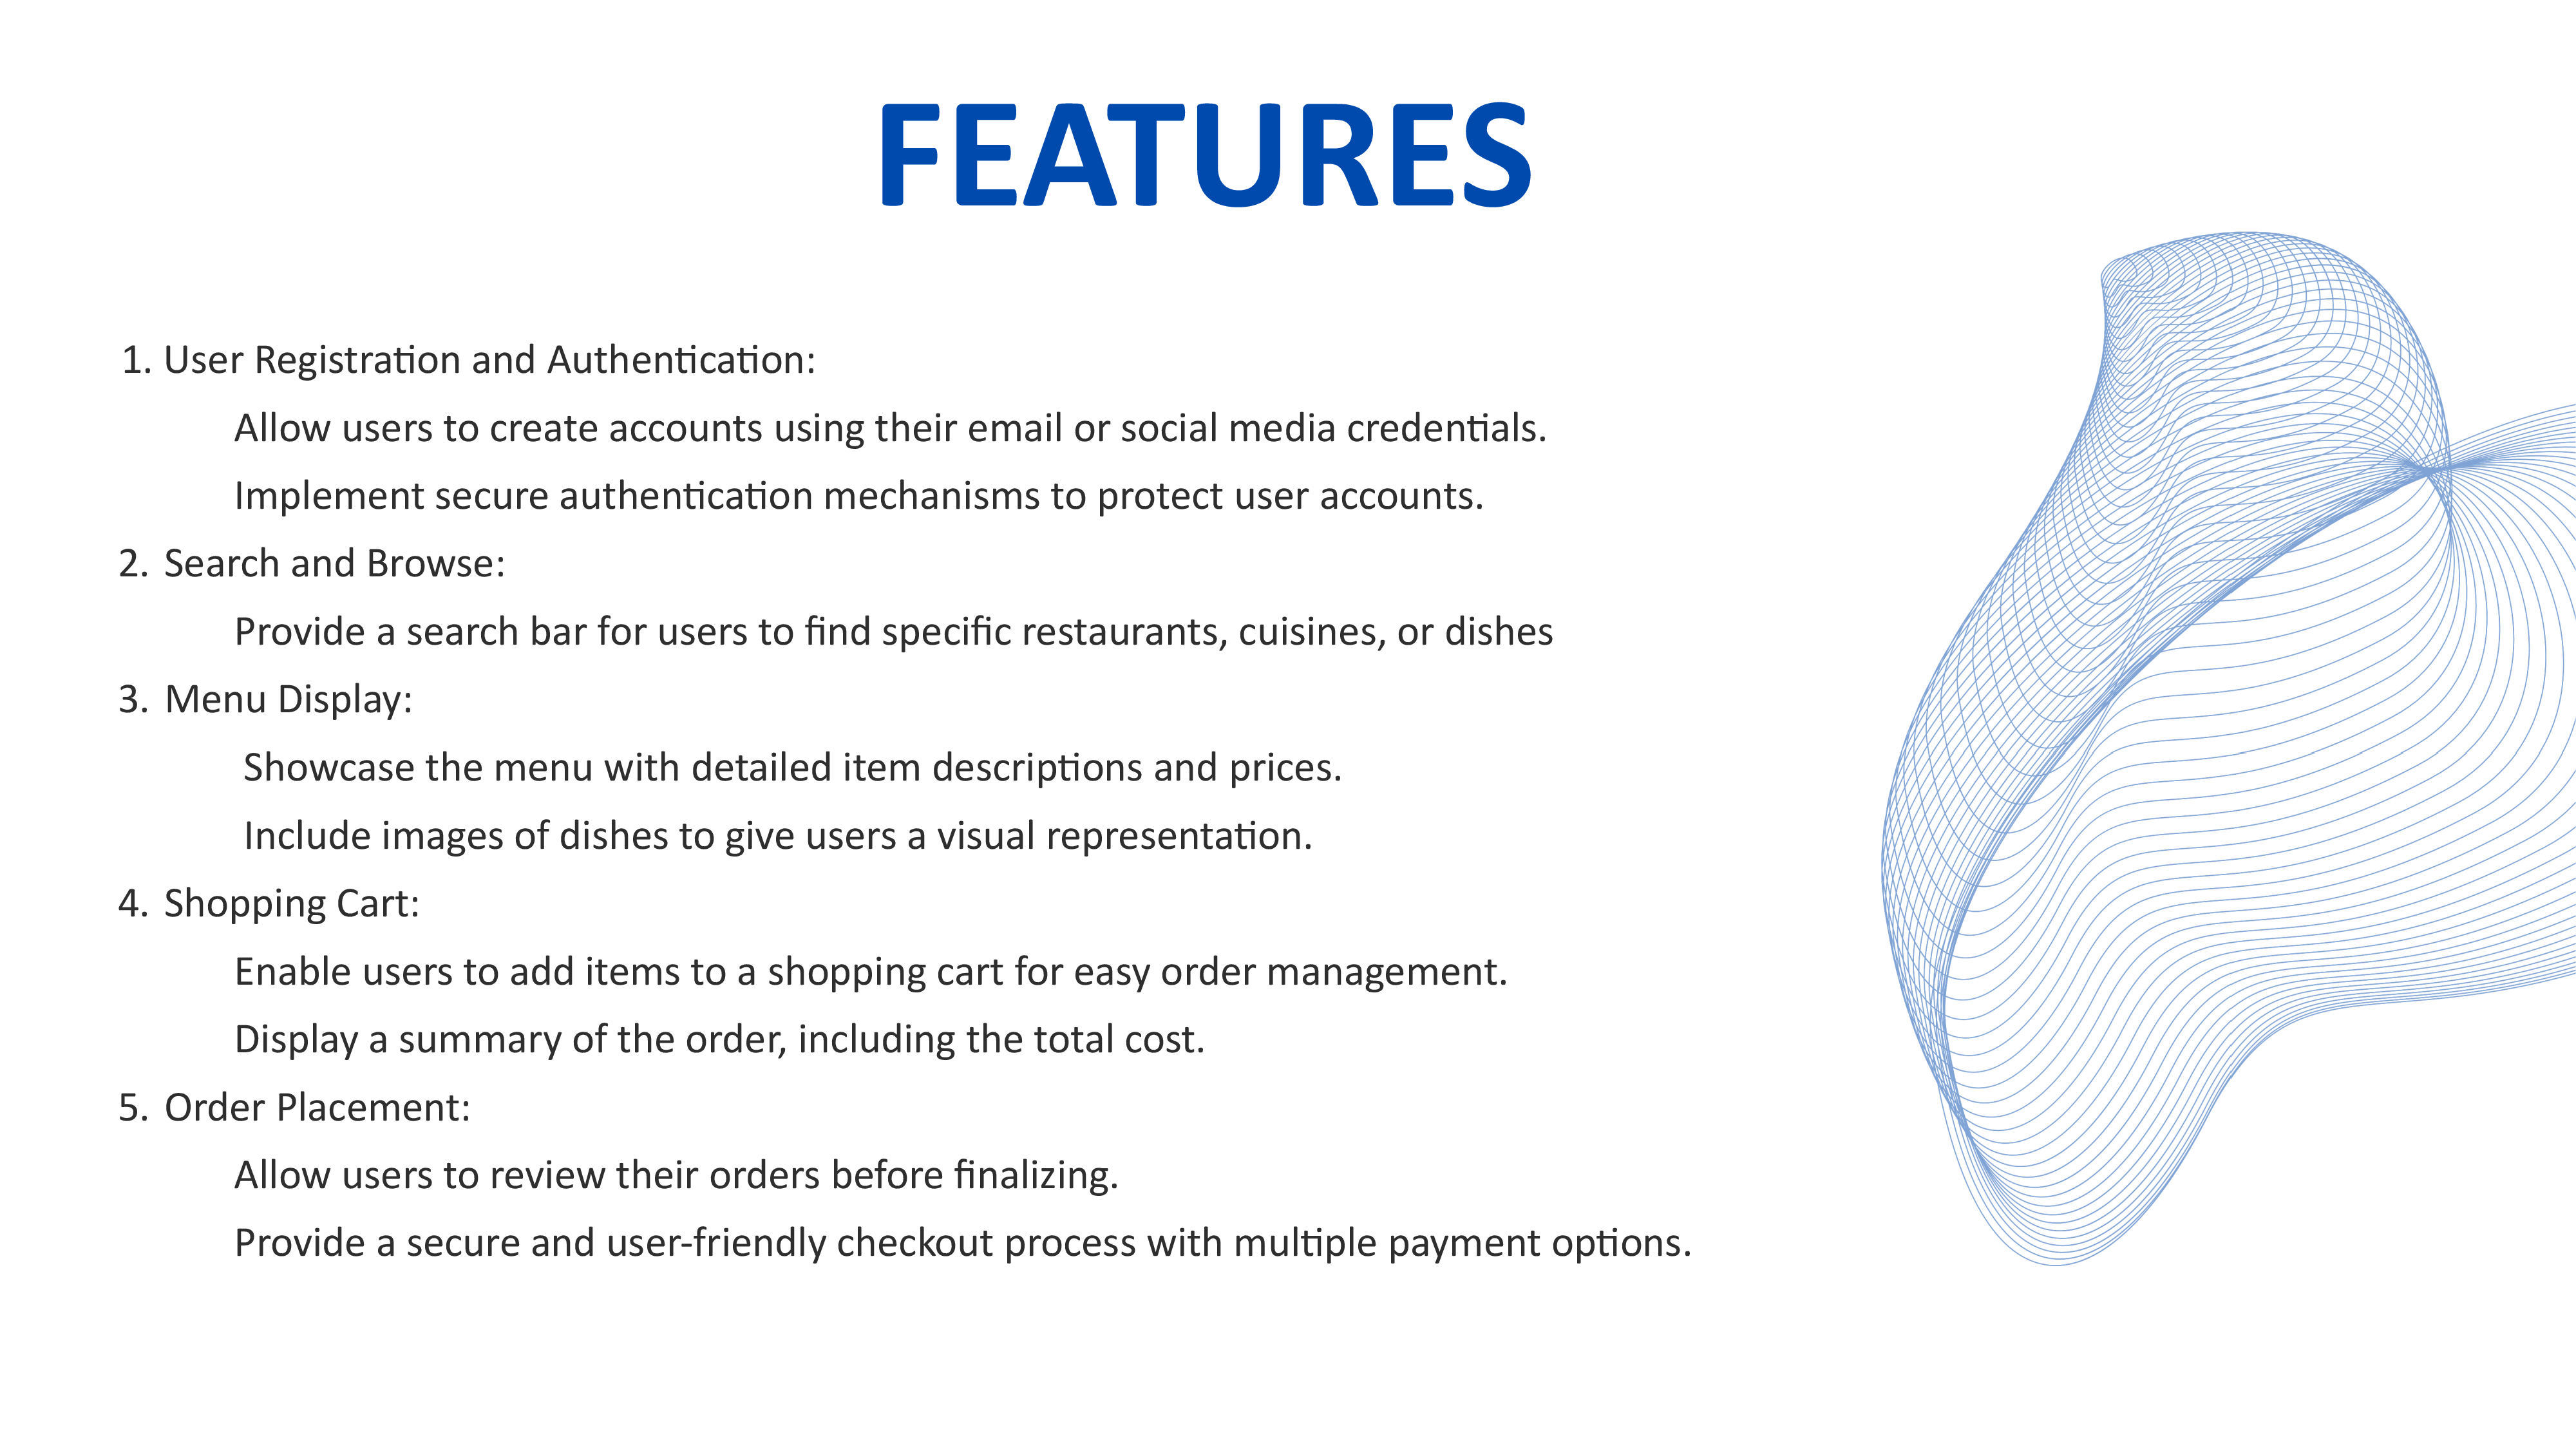 FEATURES
1. User Registration and Authentication:
Allow users to create accounts using their email or social media credentials.
Implement secure authentication mechanisms to protect user accounts.
2. Search and Browse:
Provide a search bar for users to find specific restaurants, cuisines, or dishes
3. Menu Display:
Showcase the menu with detailed item descriptions and prices.
Include images of dishes to give users a visual representation.
4. Shopping Cart:
Enable users to add items to a shopping cart for easy order management.
Display a summary of the order, including the total cost.
5. Order Placement:
Allow users to review their orders before finalizing.
Provide a secure and user-friendly checkout process with multiple payment options.